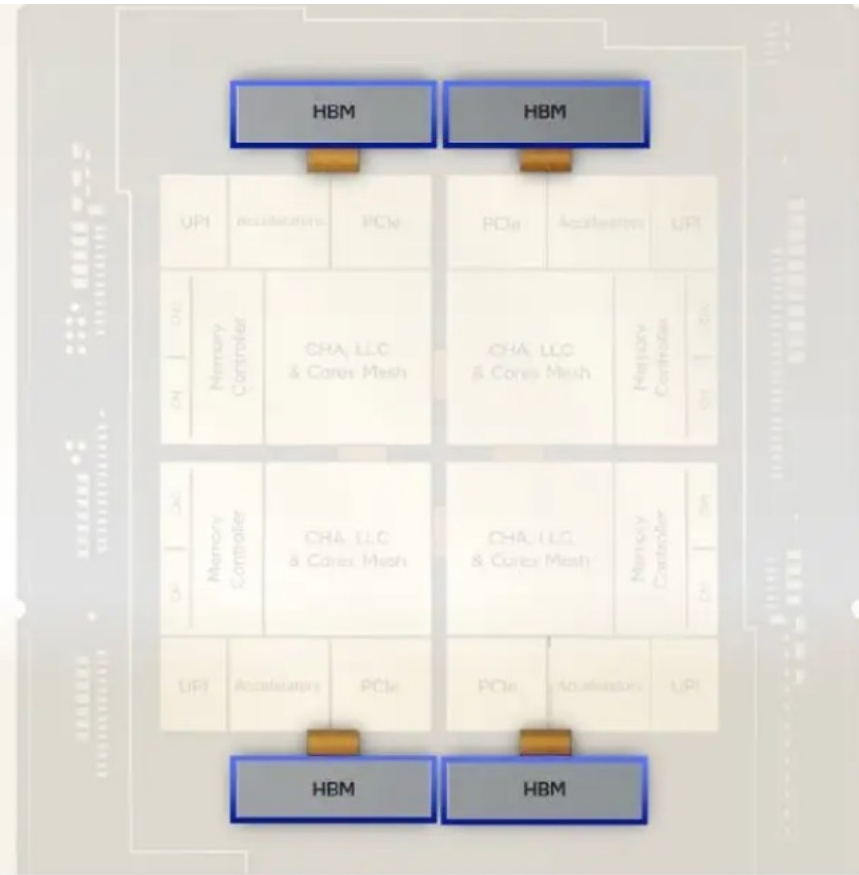 HBM
HBM
UPI
Accelerators
PCIe
PCIe
Accelerators
UPI
CH0
CH1
Memory
Controller
CHA, LLC
& Cores Mesh
CHA, LLC
& Cores Mesh
Memory
Controller
Memory
Controller
CHA, LLC
& Cores Mesh
CHA, LLC
& Cores Mesh
Memory
Controller
UPI
Accelerators
PCIe
PCIe
Accelerators
UPI
HBM
HBM